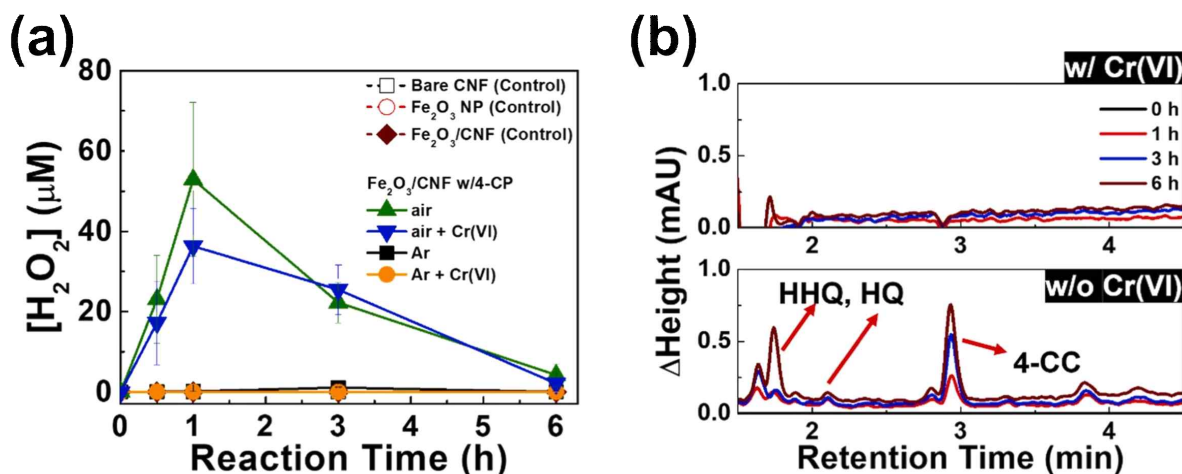 (a)
80
60
40
20
0
[H₂O₂] (μM)
0 1 2 3 4 5 6
Reaction Time (h)
Bare CNF (Control)
Fe₂O₃ NP (Control)
Fe₂O₃/CNF (Control)
Fe₂O₃/CNF w/4-CP
air
air + Cr(VI)
Ar
Ar + Cr(VI)
(b)
w/ Cr(VI)
1.0
0.5
0.0
0 h
1 h
3 h
6 h
2 3 4
ΔHeight (mAU)
w/o Cr(VI)
1.0
0.5
0.0
HHQ, HQ
4-CC
2 3 4
Retention Time (min)